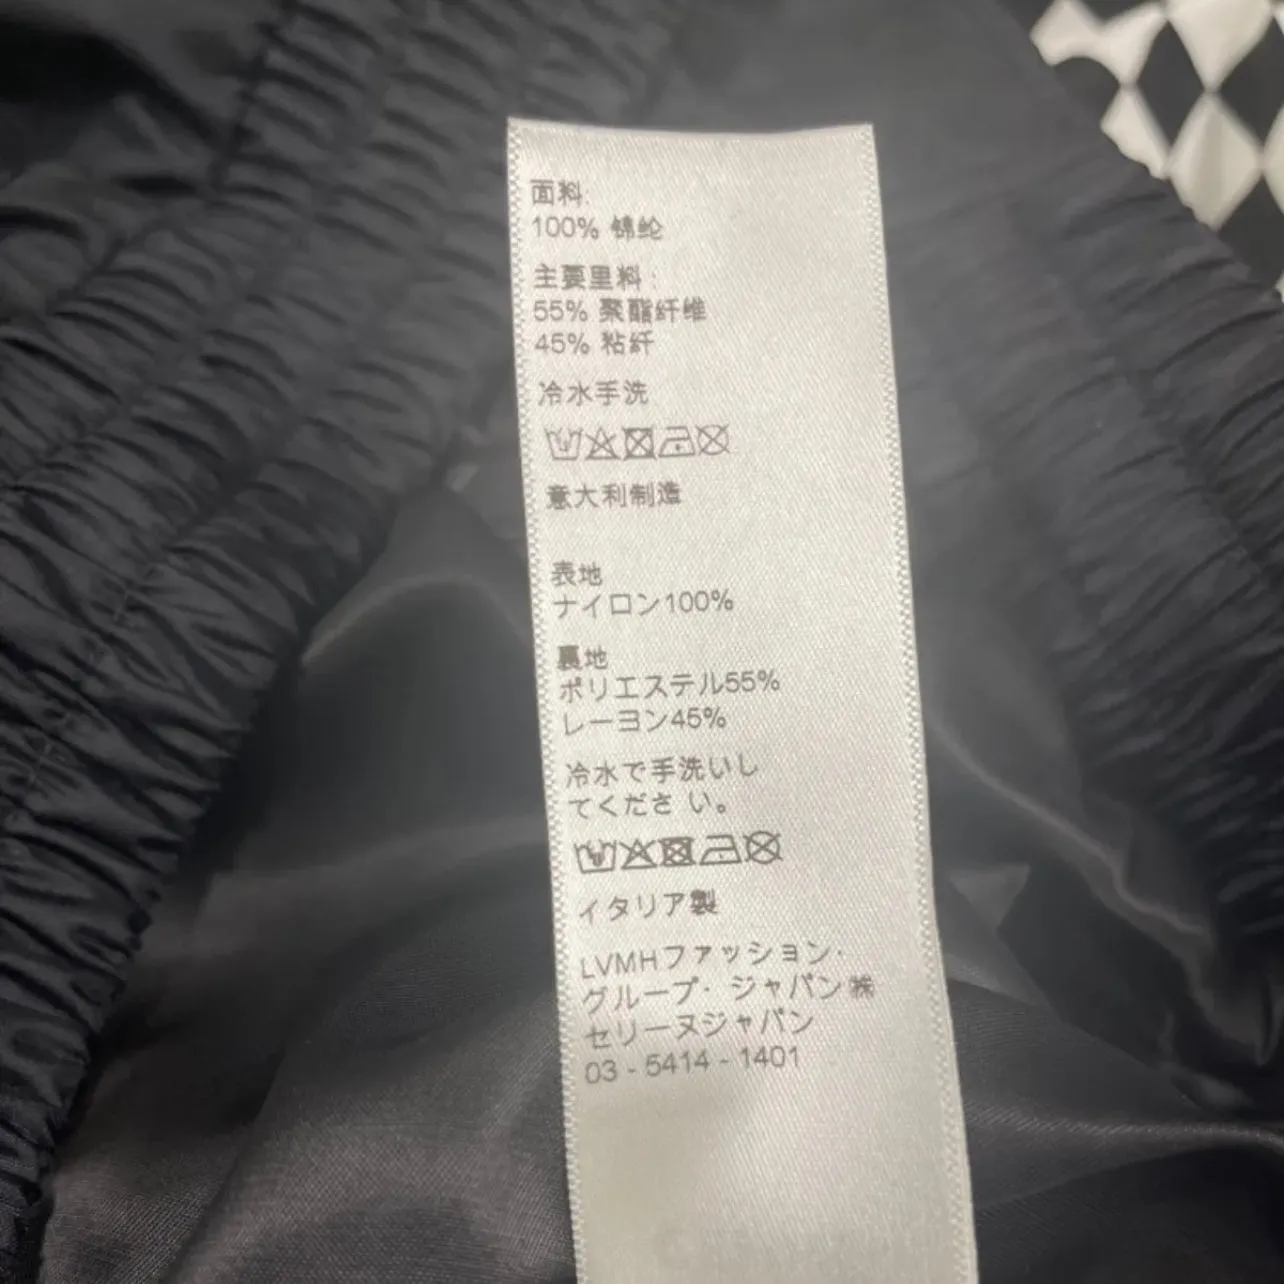 面料:
100% 锦纶
主要里料:
55% 聚酯纤维
45% 粘纤
冷水手洗
意大利制造
表地
ナイロン100%
裏地
ポリエステル55%
レーヨン45%
冷水で手洗いし
てくださ い。
イタリア製
LVMHファッション・
グループ・ ジャパン㈱
セリーヌジャパン
03 - 5414 - 1401